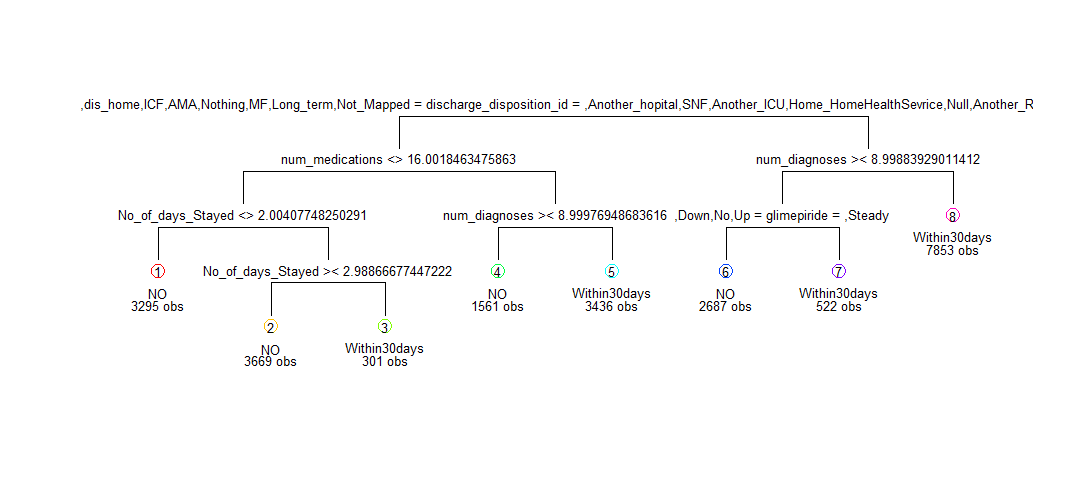 ,dis_home,ICF,AMA,Nothing,MF,Long_term,Not_Mapped = discharge_disposition_id = ,Another_hopital,SNF,Another_ICU,Home_HomeHealthSevrice,Null,Another_R
num_medications <> 16.0018463475863
num_diagnoses >< 8.99883929011412
No_of_days_Stayed <> 2.00407748250291
num_diagnoses >< 8.99976948683616
,Down,No,Up = glimepiride = ,Steady
8
Within30days
7853 obs
1
NO
3295 obs
No_of_days_Stayed >< 2.98866677447222
4
NO
1561 obs
5
Within30days
3436 obs
6
NO
2687 obs
7
Within30days
522 obs
2
NO
3669 obs
3
Within30days
301 obs